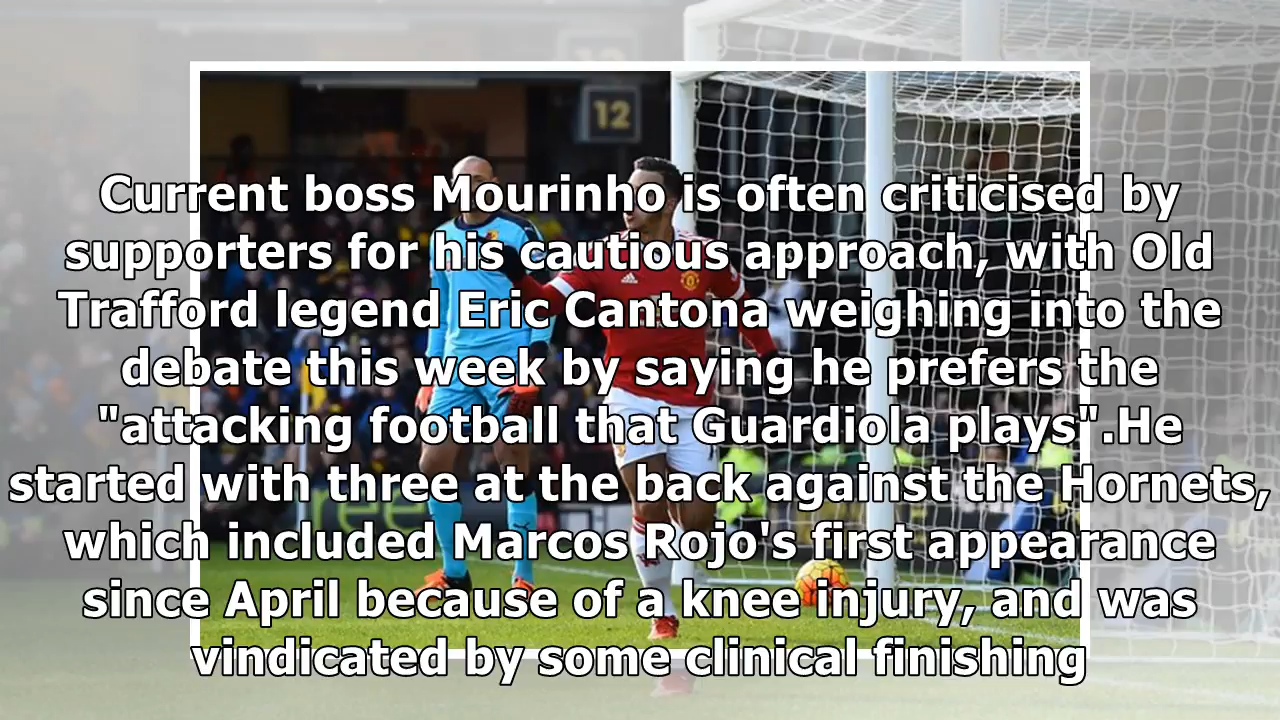 12
Current boss Mourinho is often criticised by
supporters for his cautious approach, with Old
Trafford legend Eric Cantona weighing into the
debate this week by saying he prefers the
"attacking football that Guardiola plays".He
started with three at the back against the Hornets,
which included Marcos Rojo's first appearance
since April because of a knee injury, and was
vindicated by some clinical finishing